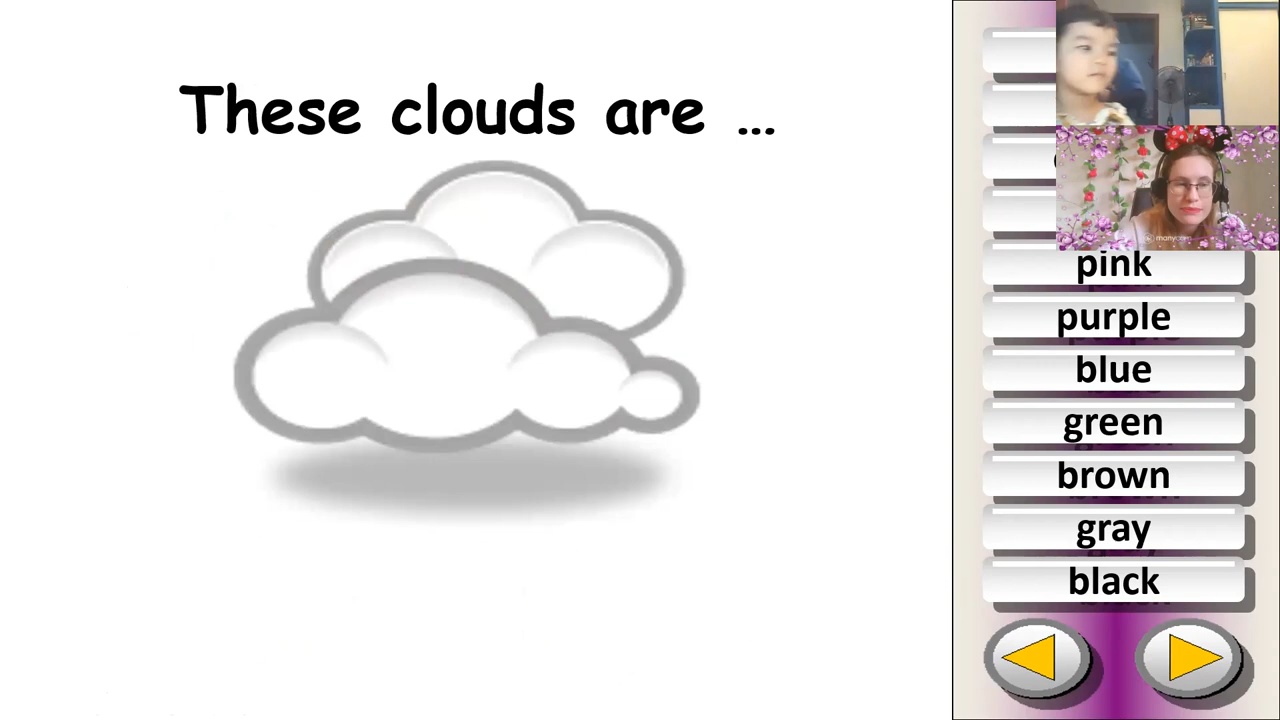 These clouds are ...
pink
purple
blue
green
brown
gray
black